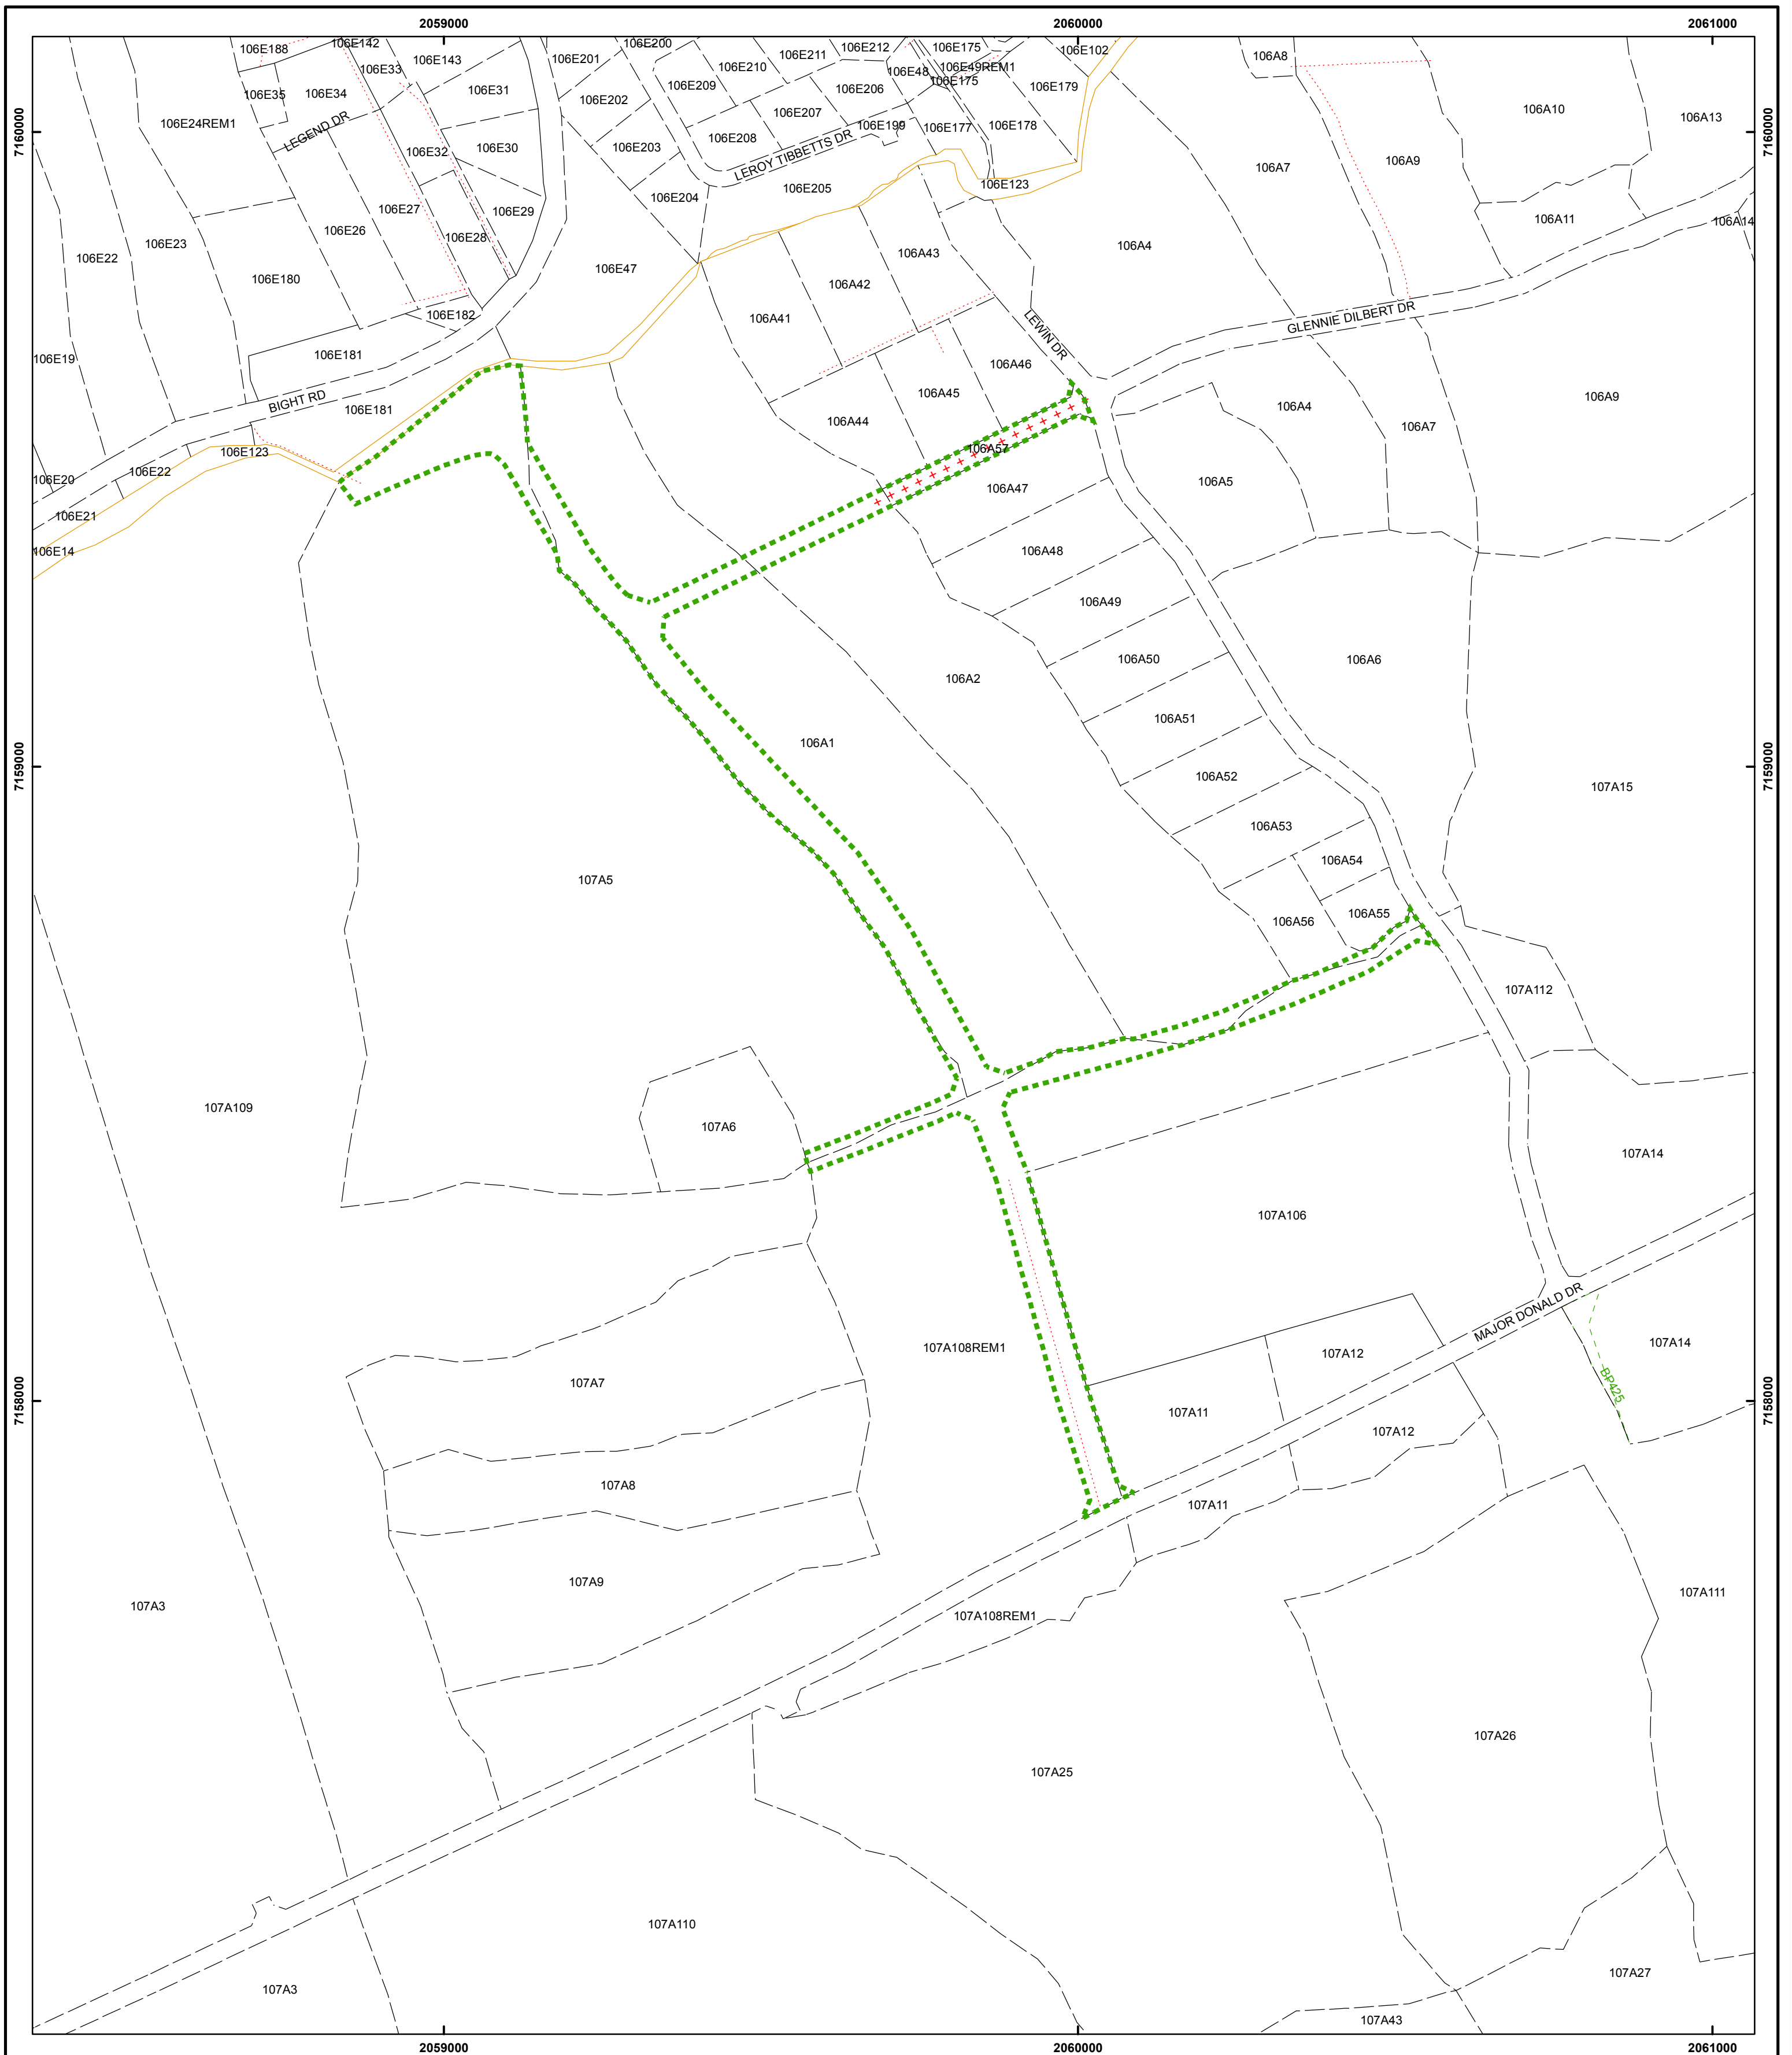 2059000
2060000
2061000
106E188
106E142
106E143
106E201
106E200
106E211
106E212
106E175
106E102
106A8
106E33
106E210
106E48
106E49REM1
106E175
106E179
106E35
106E34
106E31
106E209
106E206
106A10
106A13
106E202
106E207
7160000
7160000
106E24REM1
LEGEND DR
106E199
106E177
106E178
106E208
LEROY TIBBETTS DR
106E32
106E30
106E203
106A9
106A7
106E205
106E123
106E204
106E27
106E29
106A11
106A14
106E26
106E28
106E23
106A4
106E22
106E47
106A43
106E180
106A42
106E182
106A41
LEWIN DR
GLENNIE DILBERT DR
106E19
106E181
106A46
BIGHT RD
106E181
106A45
106A9
106A4
106A44
106A7
106E123
106A57
106E20
106E22
106A47
106A5
106E21
106E14
106A48
106A49
106A50
106A6
106A2
106A51
106A1
106A52
7159000
7159000
107A15
106A53
106A54
107A5
106A56
106A55
107A112
107A109
107A6
107A14
107A106
107A108REM1
MAJOR DONALD DR
107A12
107A14
107A7
BP425
7158000
7158000
107A11
107A12
107A8
107A11
107A9
107A111
107A3
107A108REM1
107A26
107A25
107A110
107A27
107A3
107A43
2059000
2060000
2061000